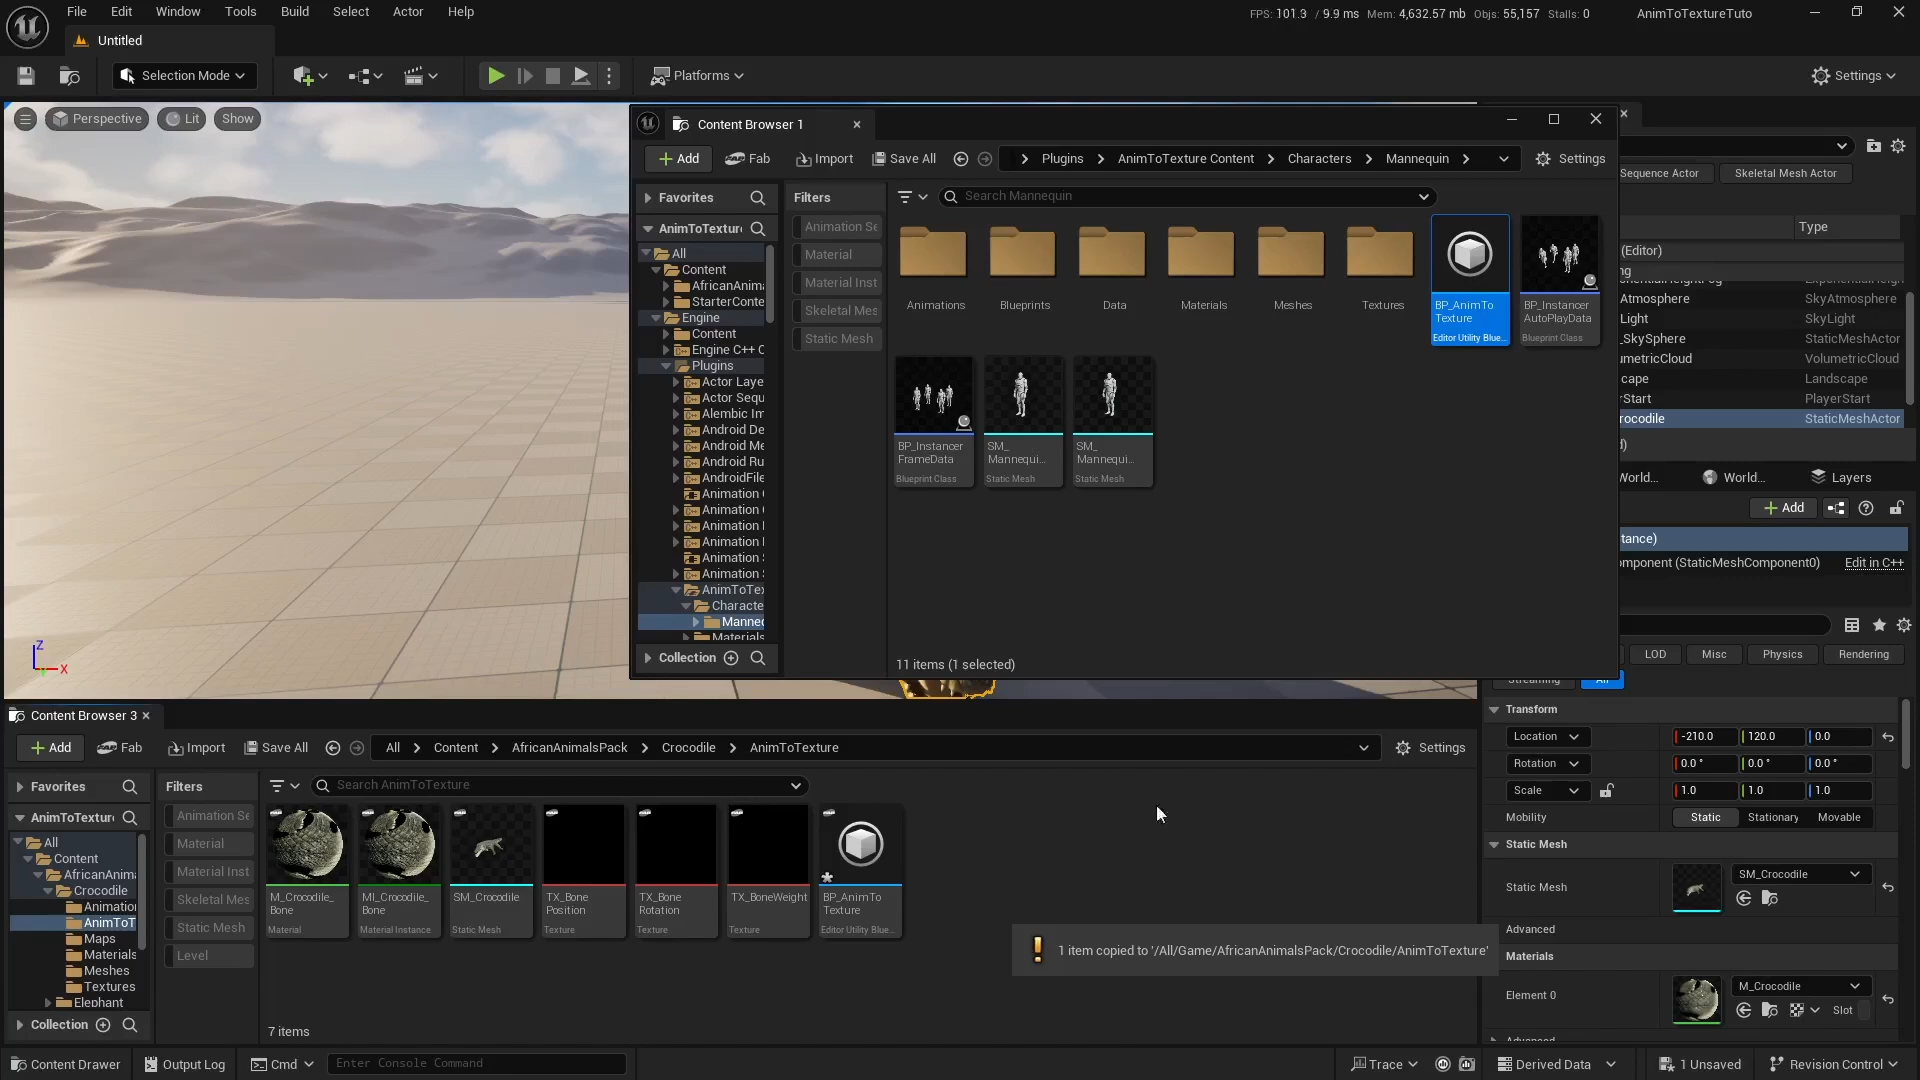 File Edit Window Tools Build Select Actor Help
FPS: 101.3 / 9.9 ms Mem: 4,632.57 mb Objs: 55,157 Stalls: 0
AnimToTextureTuto
Untitled
Selection Mode
Platforms
Settings
Perspective Lit Show
Content Browser 1
+ Add Fab Import Save All
Plugins > AnimToTexture Content > Characters > Mannequin >
Settings
Favorites
Filters
Search Mannequin
AnimToTextur
All
Content
AfricanAnima
StarterConte
Engine
Content
Engine C++ C
Plugins
Actor Laye
Actor Sequ
Alembic Im
Android De
Android Me
Android Ru
AndroidFile
Animation
Animation
Animation
Animation
Animation
Animation
AnimToTex
Characte
Manneq
Materials
Collection
Animation Se
Material
Material Inst
Skeletal Mes
Static Mesh
Animations
Blueprints
Data
Materials
Meshes
Textures
BP_AnimTo
Texture
Editor Utility Blue...
BP_Instancer
AutoPlayData
Blueprint Class
BP_Instancer
FrameData
Blueprint Class
SM_
Mannequi...
Static Mesh
SM_
Mannequi...
Static Mesh
11 items (1 selected)
Sequence Actor
Skeletal Mesh Actor
Type
(Editor)
ng
Atmosphere SkyAtmosphere
Light SkyLight
_SkySphere StaticMeshActor
umetricCloud VolumetricCloud
cape Landscape
rStart PlayerStart
rocodile StaticMeshActor
World...
World...
Layers
+ Add
tance)
omponent (StaticMeshComponent0) Edit in C++
LOD Misc Physics Rendering
Streaming All
Transform
Location -210.0 120.0 0.0
Rotation 0.0 ° 0.0 ° 0.0 °
Scale 1.0 1.0 1.0
Mobility Static Stationary Movable
Static Mesh
Static Mesh
SM_Crocodile
Advanced
Materials
Element 0
M_Crocodile
Slot
Advanced
Content Browser 3
+ Add Fab Import Save All
All > Content > AfricanAnimalsPack > Crocodile > AnimToTexture
Settings
Favorites
Filters
Search AnimToTexture
AnimToTextur
All
Content
AfricanAnima
Crocodile
Animation
AnimToT
Maps
Materials
Meshes
Textures
Elephant
Collection
Animation Se
Material
Material Inst
Skeletal Mes
Static Mesh
Level
M_Crocodile_
Bone
Material
MI_Crocodile_
Bone
Material Instance
SM_Crocodile
Static Mesh
TX_Bone
Position
Texture
TX_Bone
Rotation
Texture
TX_BoneWeight
Texture
BP_AnimTo
Texture
Editor Utility Blue...
7 items
1 item copied to '/All/Game/AfricanAnimalsPack/Crocodile/AnimToTexture'
Content Drawer Output Log Cmd Enter Console Command
Trace Derived Data 1 Unsaved Revision Control
Z
X